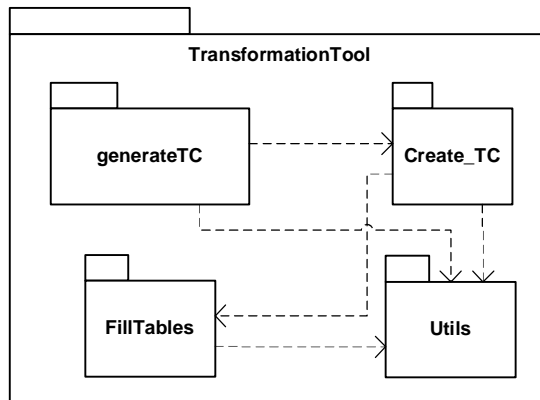 TransformationTool
generateTC
Create_TC
FillTables
Utils